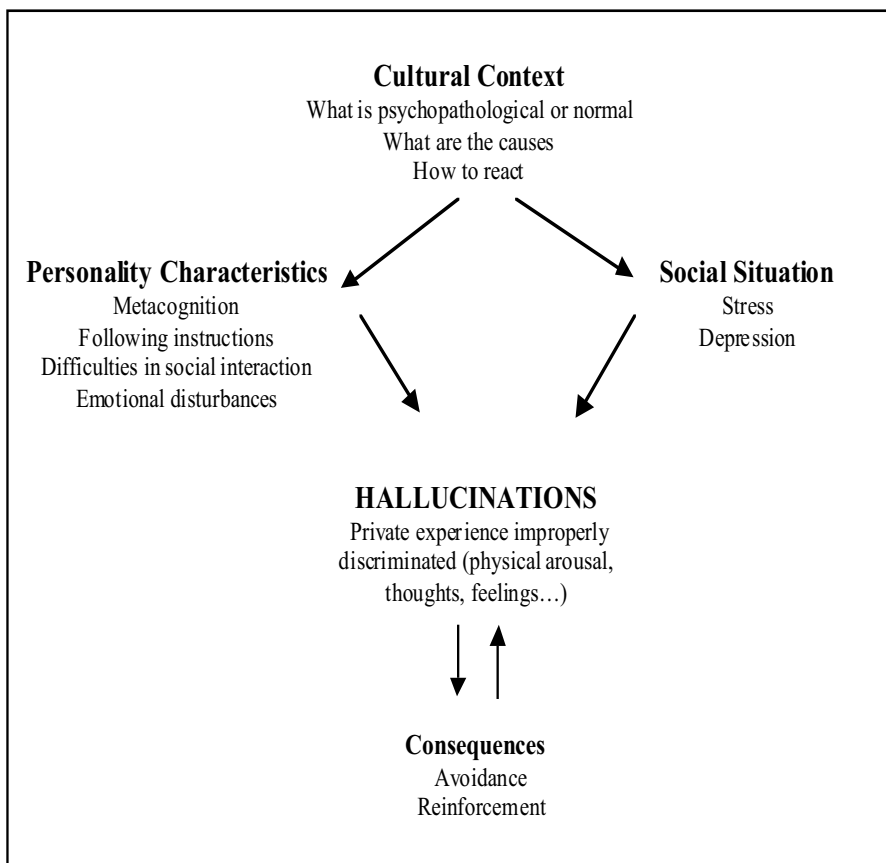 Cultural Context
What is psychopathological or normal
What are the causes
How to react
Personality Characteristics
Metacognition
Following instructions
Difficulties in social interaction
Emotional disturbances
Social Situation
Stress
Depression
HALLUCINATIONS
Private experience improperly
discriminated (physical arousal,
thoughts, feelings…)
Consequences
Avoidance
Reinforcement